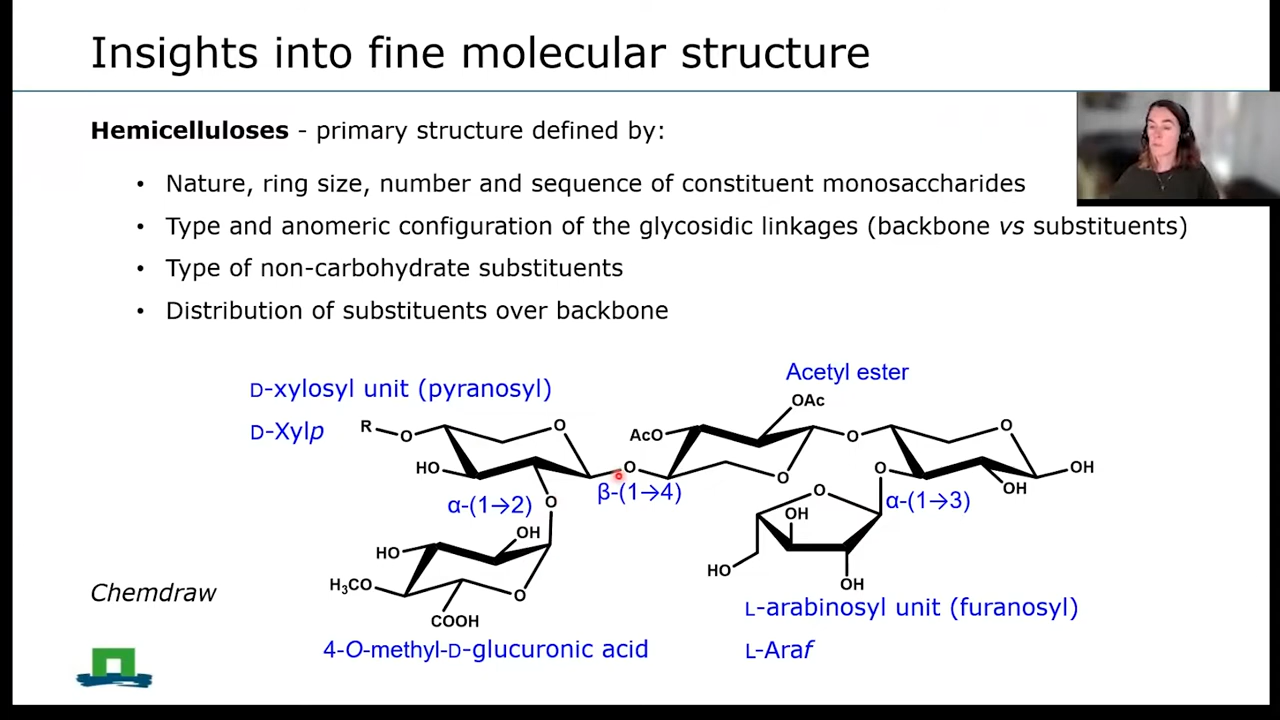 Insights into fine molecular structure
Hemicelluloses - primary structure defined by:
• Nature, ring size, number and sequence of constituent monosaccharides
• Type and anomeric configuration of the glycosidic linkages (backbone vs substituents)
• Type of non-carbohydrate substituents
• Distribution of substituents over backbone
Acetyl ester
D-xylosyl unit (pyranosyl)
OAc
D-Xylp
R
O
O
AcO
O
O
HO
O
β-(1→4)
O
O
OH
α-(1→2)
O
O
OH
α-(1→3)
OH
OH
HO
HO
H₃CO
O
OH
COOH
Chemdraw
L-arabinosyl unit (furanosyl)
4-O-methyl-D-glucuronic acid
L-Araf